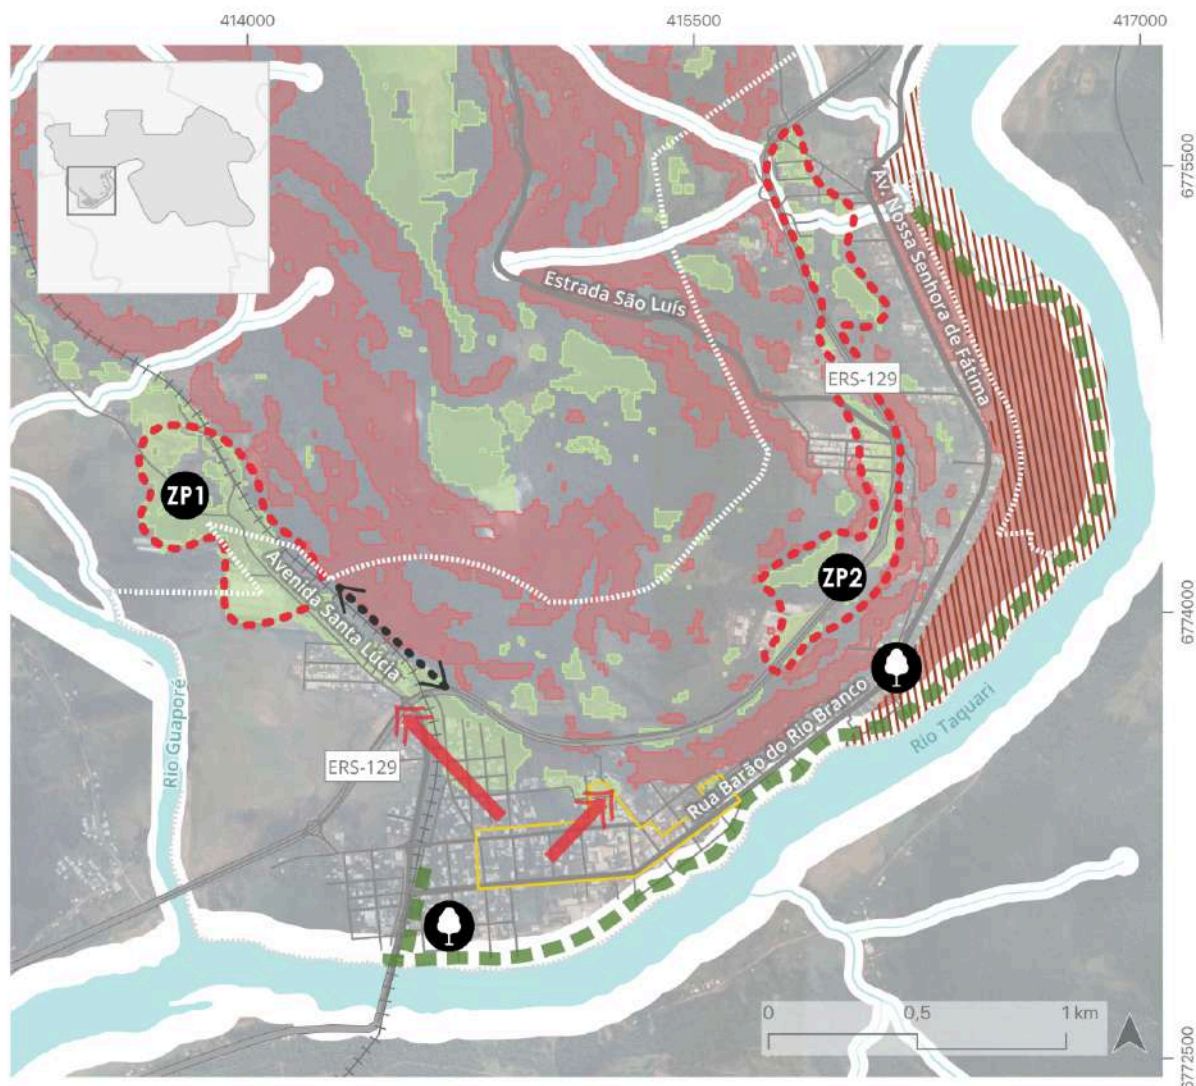 414000
415500
417000
6775500
Av. Nossa Senhora de Fátima
Estrada São Luís
ERS-129
ZP1
Avenida Santa Lúcia
ZP2
6774000
Rio Guaporé
ERS-129
Rua Barão do Rio Branco
Rio Taquari
0 0,5 1 km
6772500